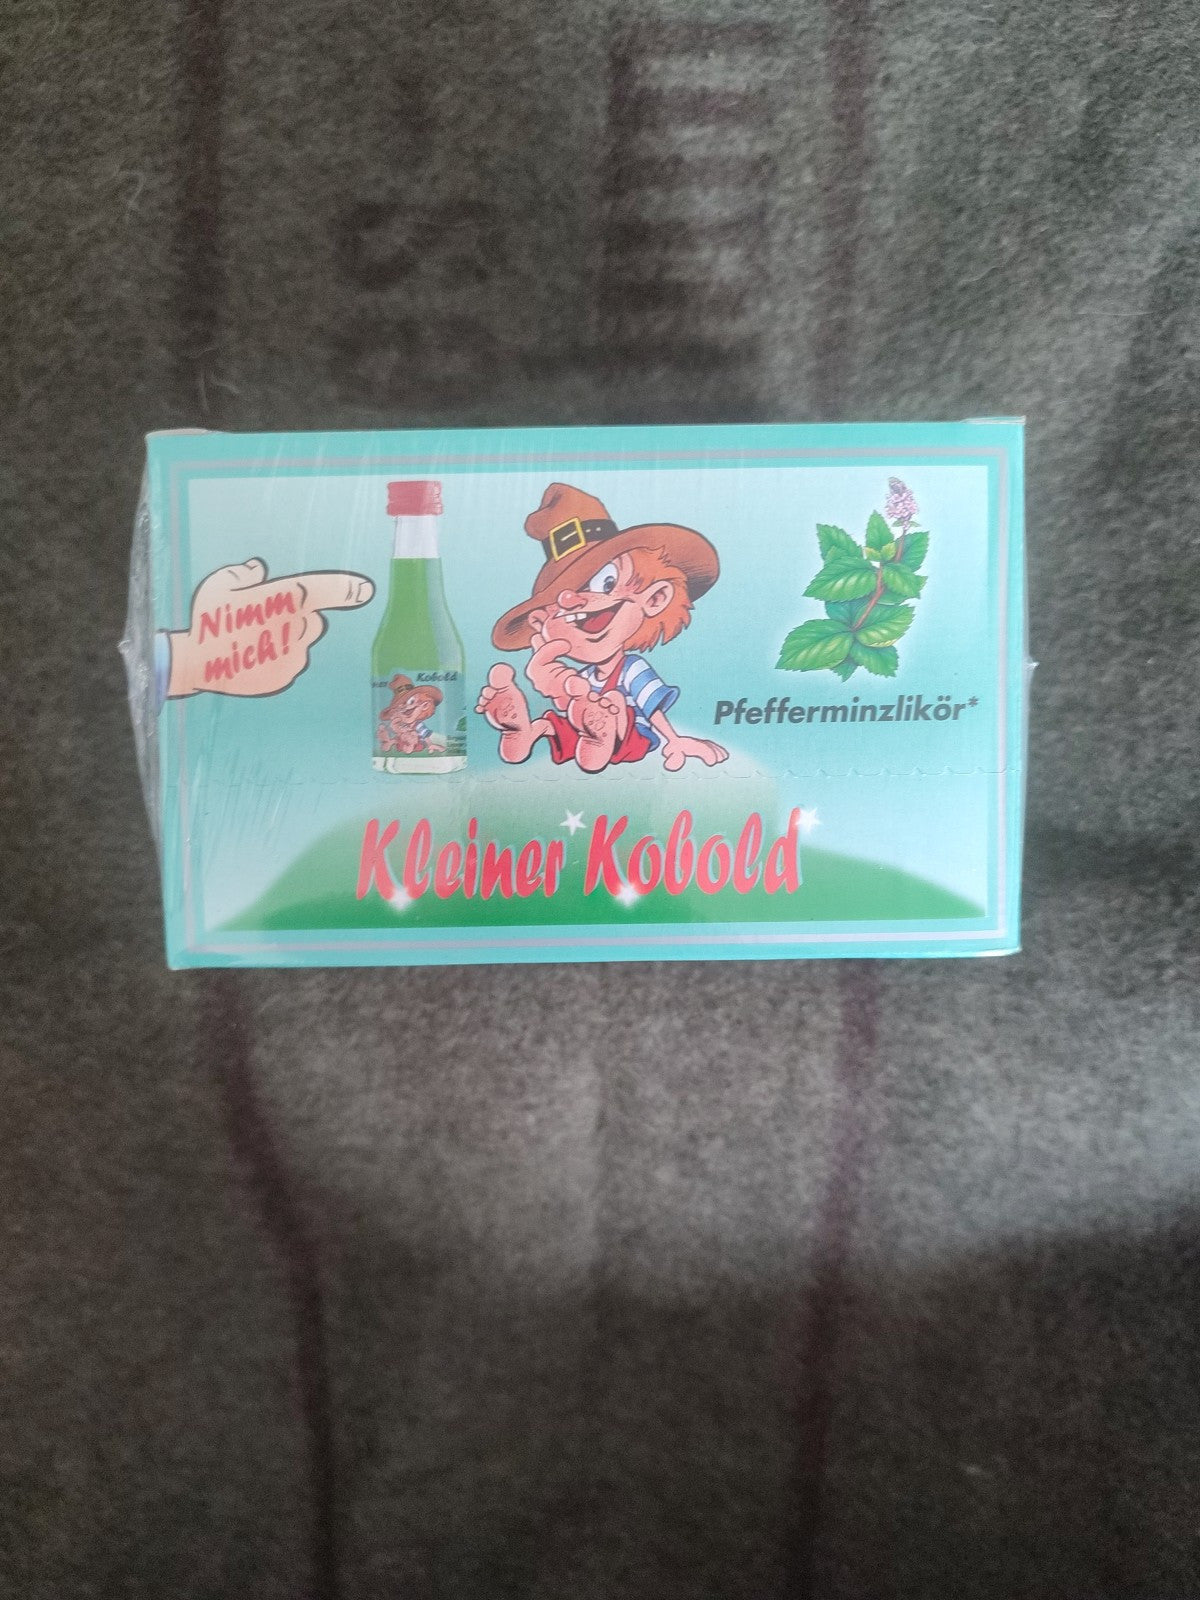 Nimm
mich!
Kobold
Pfefferminzlikör*
Kleiner Kobold